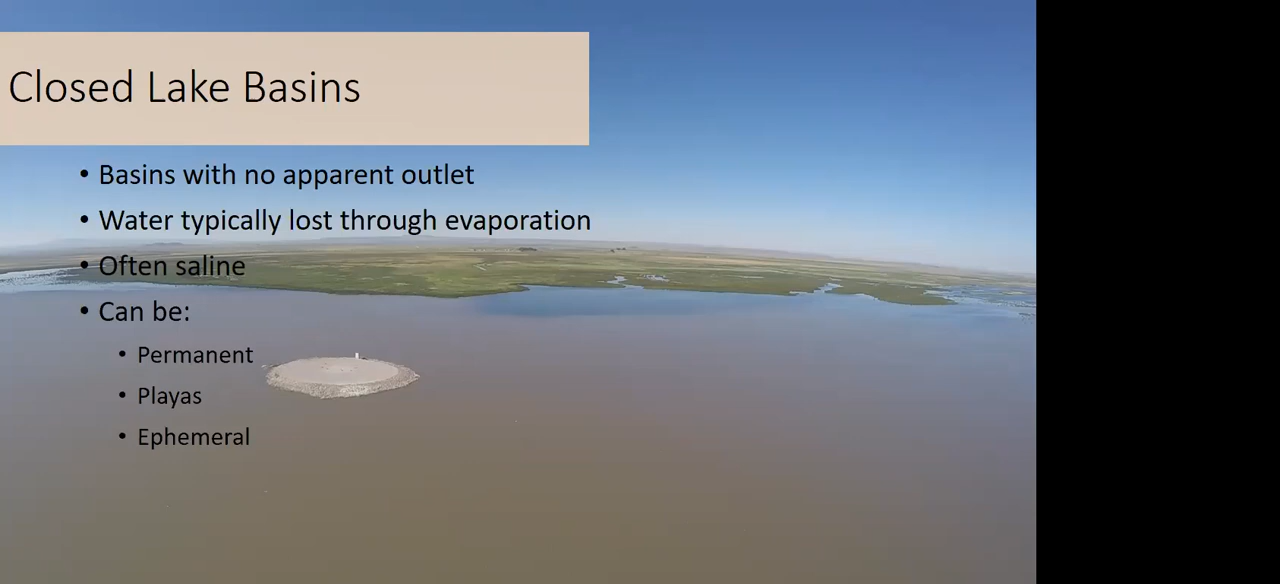 Closed Lake Basins
• Basins with no apparent outlet
• Water typically lost through evaporation
• Often saline
• Can be:
• Permanent
• Playas
• Ephemeral